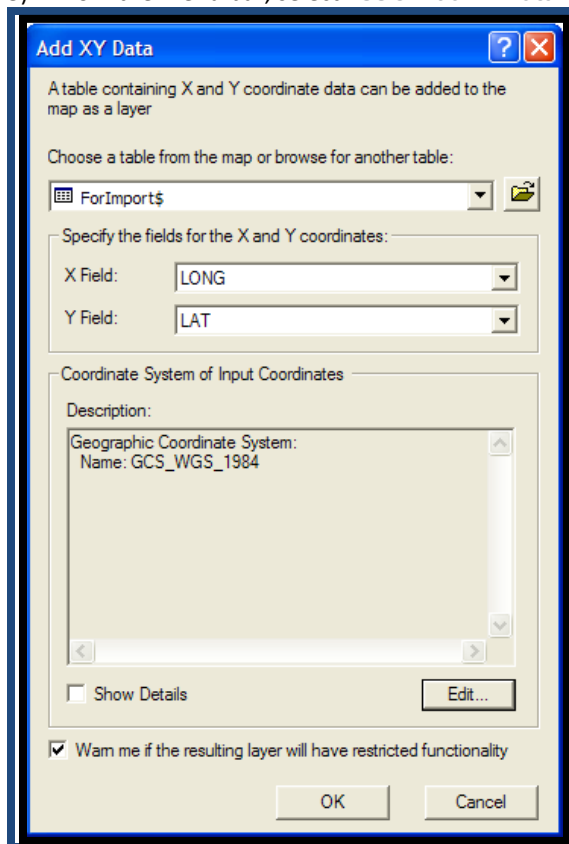 Add XY Data
A table containing X and Y coordinate data can be added to the
map as a layer
Choose a table from the map or browse for another table:
ForImport$
Specify the fields for the X and Y coordinates:
X Field:
LONG
Y Field:
LAT
Coordinate System of Input Coordinates
Description:
Geographic Coordinate System:
Name: GCS_WGS_1984
Show Details
Edit...
Warn me if the resulting layer will have restricted functionality
OK
Cancel